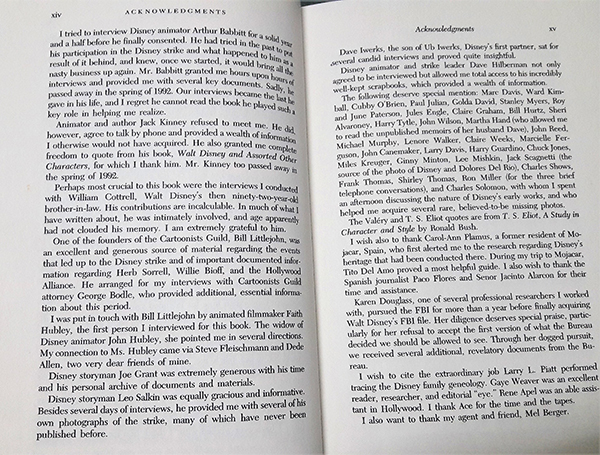 xiv
ACKNOWLEDGMENTS
I tried to interview Disney animator Arthur Babbitt for a solid year
and a half before he finally consented. He had tried in the past to put
his participation in the Disney strike and what happened to him as a
result of it behind, and knew, once we started, it would bring all the
nasty business up again. Mr. Babbitt granted me hours upon hours of
interviews and provided me with several key documents. Sadly, he
passed away in the spring of 1992. Our interviews became the last he
gave in his life, and I regret he cannot read the book he played such a
key role in helping me realize.
Animator and author Jack Kinney refused to meet me. He did,
however, agree to talk by phone and provided a wealth of information
I otherwise would not have acquired. He also granted me complete
freedom to quote from his book, Walt Disney and Assorted Other
Characters, for which I thank him. Mr. Kinney too passed away in
the spring of 1992.
Perhaps most crucial to this book were the interviews I conducted
with William Cottrell, Walt Disney's then ninety-two-year-old
brother-in-law. His contributions are incalculable. In much of what I
have written about, he was intimately involved, and age apparently
had not clouded his memory. I am extremely grateful to him.
One of the founders of the Cartoonists Guild, Bill Littlejohn, was
an excellent and generous source of material regarding the events
that led up to the Disney strike and of important documented infor-
mation regarding Herb Sorrell, Willie Bioff, and the Hollywood
Alliance. He arranged for my interviews with Cartoonists Guild
attorney George Bodle, who provided additional, essential informa-
tion about this period.
I was put in touch with Bill Littlejohn by animated filmmaker Faith
Hubley, the first person I interviewed for this book. The widow of
Disney animator John Hubley, she pointed me in several directions.
My connection to Ms. Hubley came via Steve Fleischmann and Dede
Allen, two very dear friends of mine.
Disney storyman Joe Grant was extremely generous with his time
and his personal archive of documents and materials.
Disney storyman Leo Salkin was equally gracious and informative.
Besides several days of interviews, he provided me with several of his
own photographs of the strike, many of which have never been
published before.
Acknowledgments
xv
Dave Iwerks, the son of Ub Iwerks, Disney's first partner, sat for
several candid interviews and proved quite insightful.
Disney animator and strike leader Dave Hilberman not only
agreed to be interviewed but allowed me total access to his incredibly
well-kept scrapbooks, which provided a wealth of information.
The following deserve special mention: Marc Davis, Ward Kim-
ball, Cubby O'Brien, Paul Julian, Golda David, Stanley Myers, Roy
and June Paterson, Jules Engle, Claire Graham, Bill Hurtz, Sheri
Alvaroney, Harry Tytle, John Wilson, Martha Hand (who allowed me
to read the unpublished memoirs of her husband Dave), John Beed,
Michael Murphy, Lenore Walker, Claire Weeks, Marcielle Fer-
guson, John Canemaker, Larry Davis, Harry Guardino, Chuck Jones,
Miles Kreuger, Ginny Minton, Lee Mishkin, Jack Scagnetti (the
source of the photo of Disney and Dolores Del Rio), Charles Shows,
Frank Thomas, Shirley Thomas, Ron Miller (for the three brief
telephone conversations), and Charles Solomon, with whom I spent
an afternoon discussing the nature of Disney's early works, and who
helped me acquire several rare, believed-to-be missing photos.
The Valéry and T. S. Eliot quotes are from T. S. Eliot, A Study in
Character and Style by Ronald Bush.
I wish also to thank Carol-Ann Plamus, a former resident of Mo-
jacar, Spain, who first alerted me to the research regarding Disney's
heritage that had been conducted there. During my trip to Mojacar,
Tito Del Amo proved a most helpful guide. I also wish to thank the
Spanish journalist Paco Flores and Senor Jacinto Alarcon for their
time and assistance.
Karen Douglass, one of several professional researchers I worked
with, pursued the FBI for more than a year before finally acquiring
Walt Disney's FBI file. Her diligence deserves special praise, partic-
ularly for her refusal to accept the first version of what the Bureau
decided we should be allowed to see. Through her dogged pursuit,
we received several additional, revelatory documents from the Bu-
reau.
I wish to cite the extraordinary job Larry L. Piatt performed
tracing the Disney family geneology. Gaye Weaver was an excellent
reader, researcher, and editorial "eye." Rene Apel was an able assis-
tant in Hollywood. I thank Ace for the time and the tapes.
I also want to thank my agent and friend, Mel Berger.